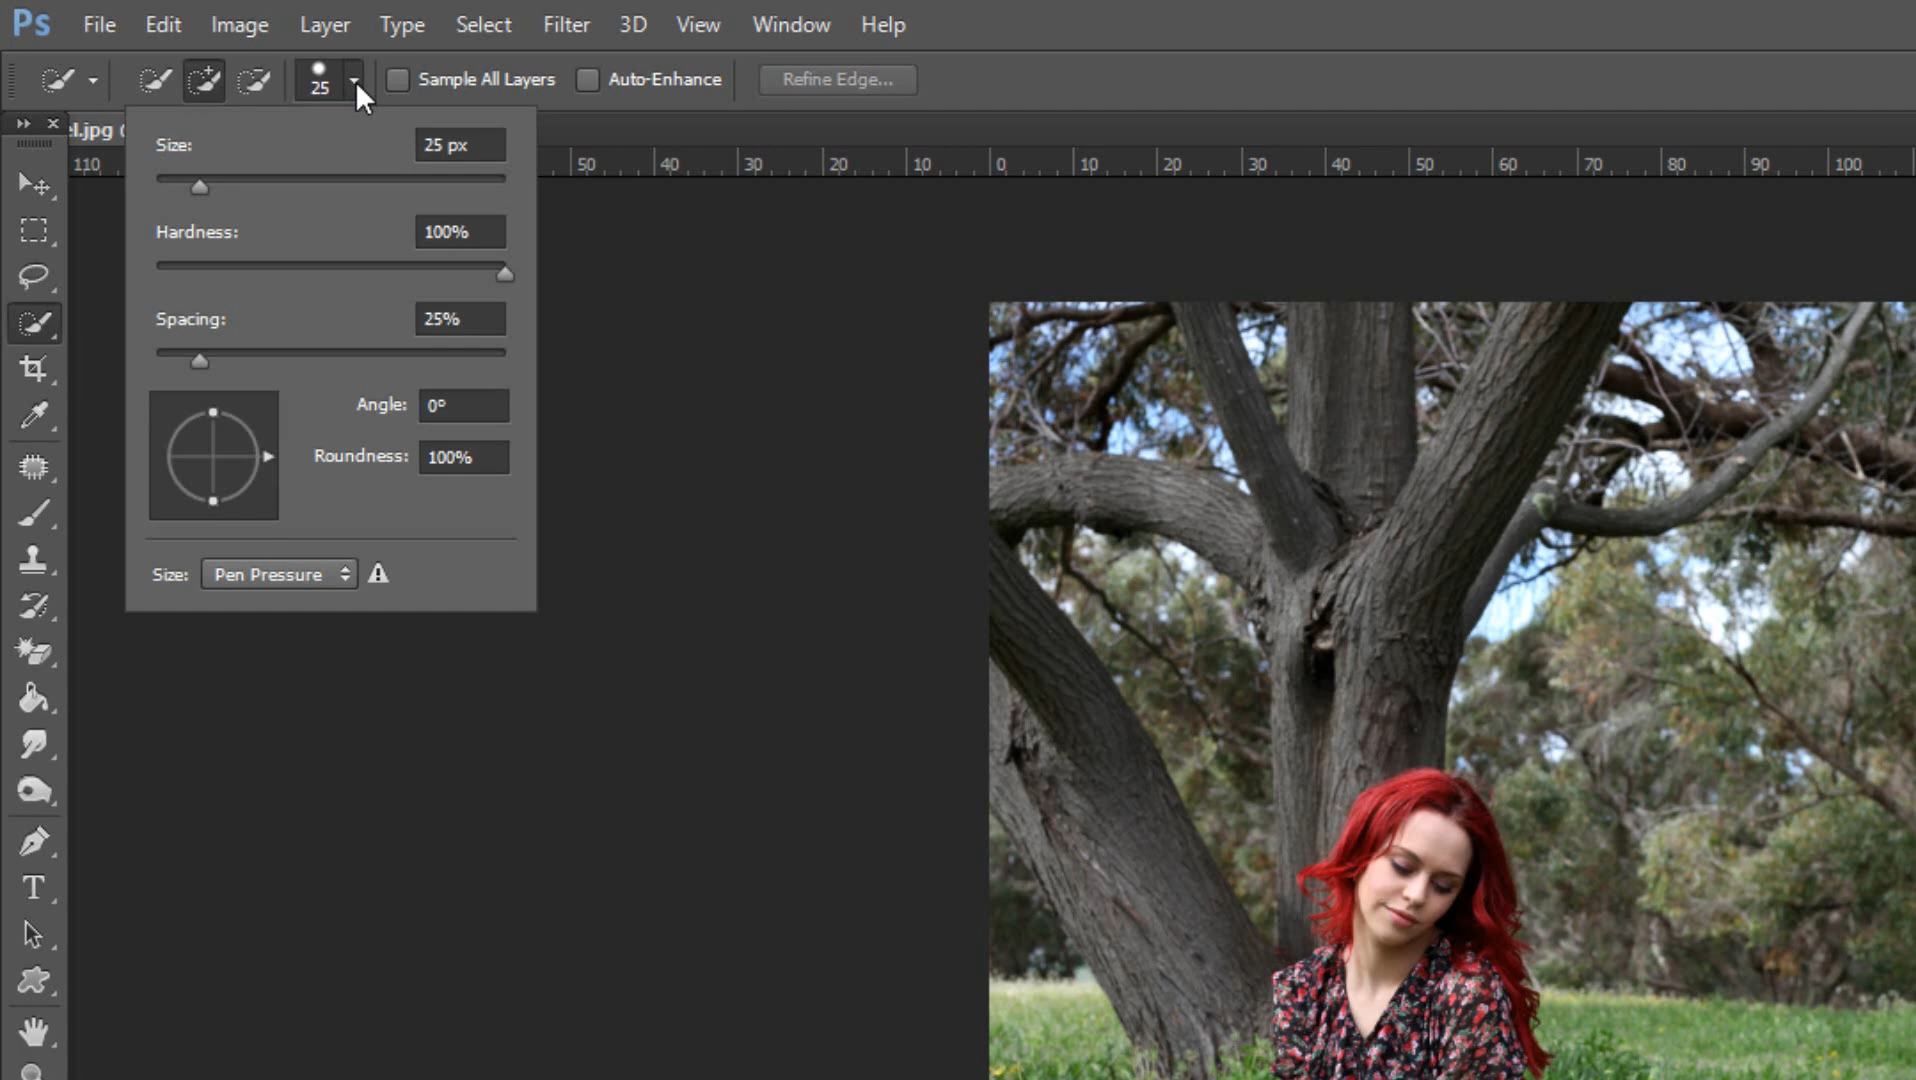 Ps File Edit Image Layer Type Select Filter 3D View Window Help
25 Sample All Layers Auto-Enhance Refine Edge...
el.jpg
110 50 40 30 20 10 0 10 20 30 40 50 60 70 80 90 100
Size: 25 px
Hardness: 100%
Spacing: 25%
Angle: 0º
Roundness: 100%
Size: Pen Pressure
T